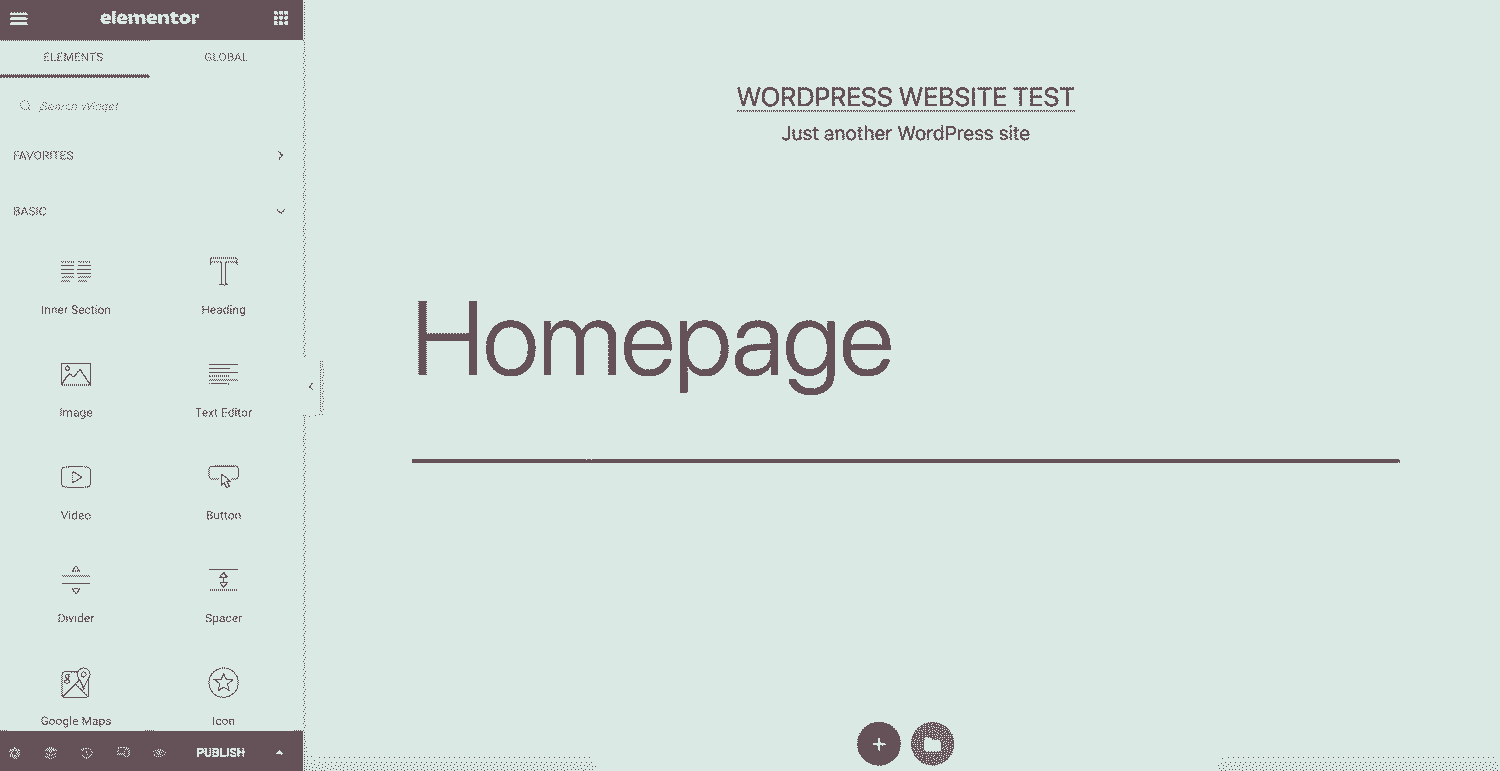 elementor
ELEMENTS GLOBAL
Search Widget
FAVORITES
BASIC
Inner Section Heading
Image Text Editor
Video Button
Divider Spacer
Google Maps Icon
PUBLISH
WORDPRESS WEBSITE TEST
Just another WordPress site
Homepage